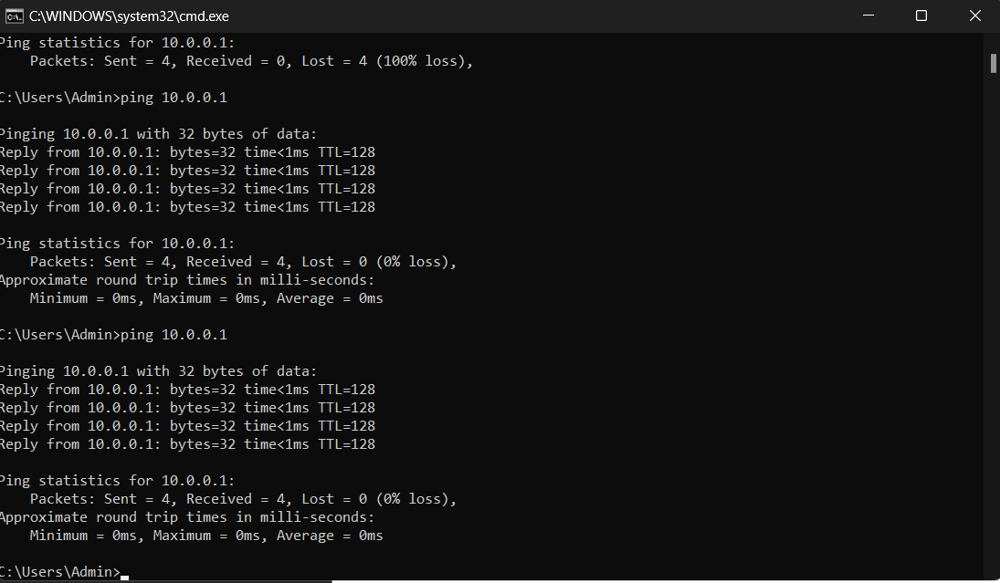 C:\WINDOWS\system32\cmd.exe
Ping statistics for 10.0.0.1:
    Packets: Sent = 4, Received = 0, Lost = 4 (100% loss),
C:\Users\Admin>ping 10.0.0.1
Pinging 10.0.0.1 with 32 bytes of data:
Reply from 10.0.0.1: bytes=32 time<1ms TTL=128
Reply from 10.0.0.1: bytes=32 time<1ms TTL=128
Reply from 10.0.0.1: bytes=32 time<1ms TTL=128
Reply from 10.0.0.1: bytes=32 time<1ms TTL=128
Ping statistics for 10.0.0.1:
    Packets: Sent = 4, Received = 4, Lost = 0 (0% loss),
Approximate round trip times in milli-seconds:
    Minimum = 0ms, Maximum = 0ms, Average = 0ms
C:\Users\Admin>ping 10.0.0.1
Pinging 10.0.0.1 with 32 bytes of data:
Reply from 10.0.0.1: bytes=32 time<1ms TTL=128
Reply from 10.0.0.1: bytes=32 time<1ms TTL=128
Reply from 10.0.0.1: bytes=32 time<1ms TTL=128
Reply from 10.0.0.1: bytes=32 time<1ms TTL=128
Ping statistics for 10.0.0.1:
    Packets: Sent = 4, Received = 4, Lost = 0 (0% loss),
Approximate round trip times in milli-seconds:
    Minimum = 0ms, Maximum = 0ms, Average = 0ms
C:\Users\Admin>